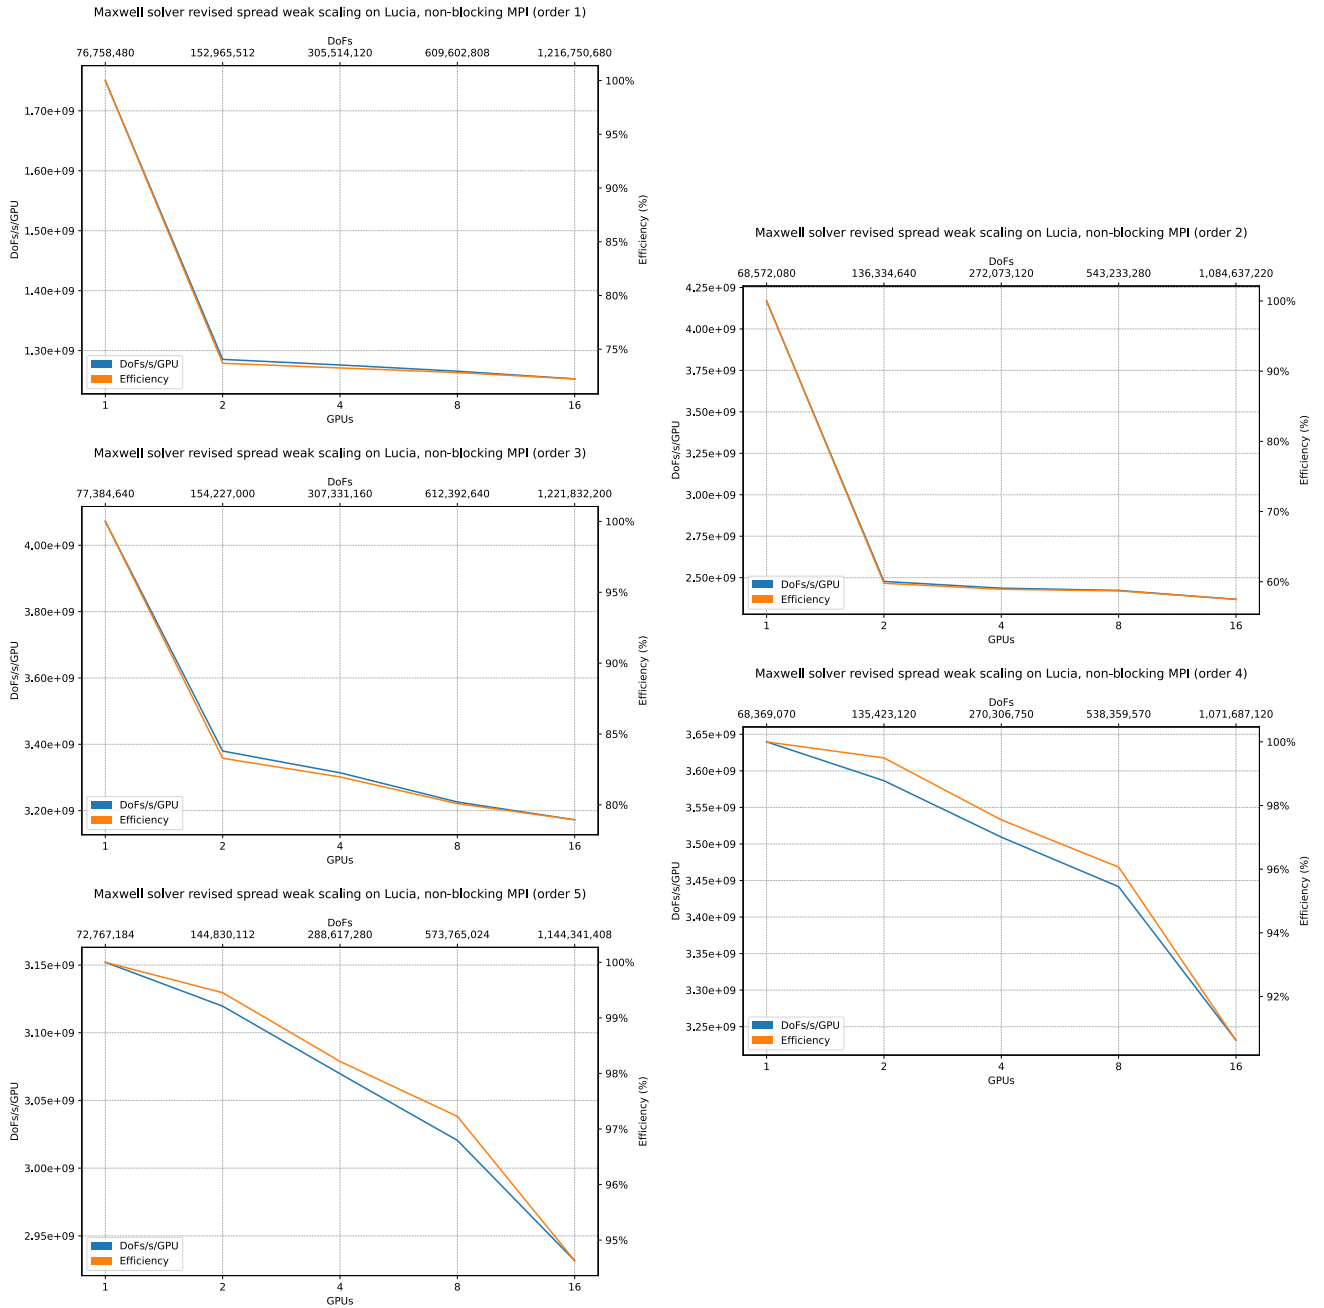 Maxwell solver revised spread weak scaling on Lucia, non-blocking MPI (order 1)
DoFs
76,758,480 152,965,512 305,514,120 609,602,808 1,216,750,680
1.70e+09
1.60e+09
1.50e+09
1.40e+09
1.30e+09
DoFs/s/GPU
100%
95%
90%
85%
80%
75%
Efficiency (%)
DoFs/s/GPU
Efficiency
1 2 4 8 16
GPUs
Maxwell solver revised spread weak scaling on Lucia, non-blocking MPI (order 2)
DoFs
68,572,080 136,334,640 272,073,120 543,233,280 1,084,637,220
4.25e+09
4.00e+09
3.75e+09
3.50e+09
3.25e+09
3.00e+09
2.75e+09
2.50e+09
DoFs/s/GPU
100%
90%
80%
70%
60%
Efficiency (%)
DoFs/s/GPU
Efficiency
1 2 4 8 16
GPUs
Maxwell solver revised spread weak scaling on Lucia, non-blocking MPI (order 3)
DoFs
77,384,640 154,227,000 307,331,160 612,392,640 1,221,832,200
4.00e+09
3.80e+09
3.60e+09
3.40e+09
3.20e+09
DoFs/s/GPU
100%
95%
90%
85%
80%
Efficiency (%)
DoFs/s/GPU
Efficiency
1 2 4 8 16
GPUs
Maxwell solver revised spread weak scaling on Lucia, non-blocking MPI (order 4)
DoFs
68,369,070 135,423,120 270,306,750 538,359,570 1,071,687,120
3.65e+09
3.60e+09
3.55e+09
3.50e+09
3.45e+09
3.40e+09
3.35e+09
3.30e+09
3.25e+09
DoFs/s/GPU
100%
98%
96%
94%
92%
Efficiency (%)
DoFs/s/GPU
Efficiency
1 2 4 8 16
GPUs
Maxwell solver revised spread weak scaling on Lucia, non-blocking MPI (order 5)
DoFs
72,767,184 144,830,112 288,617,280 573,765,024 1,144,341,408
3.15e+09
3.10e+09
3.05e+09
3.00e+09
2.95e+09
DoFs/s/GPU
100%
99%
98%
97%
96%
95%
Efficiency (%)
DoFs/s/GPU
Efficiency
1 2 4 8 16
GPUs